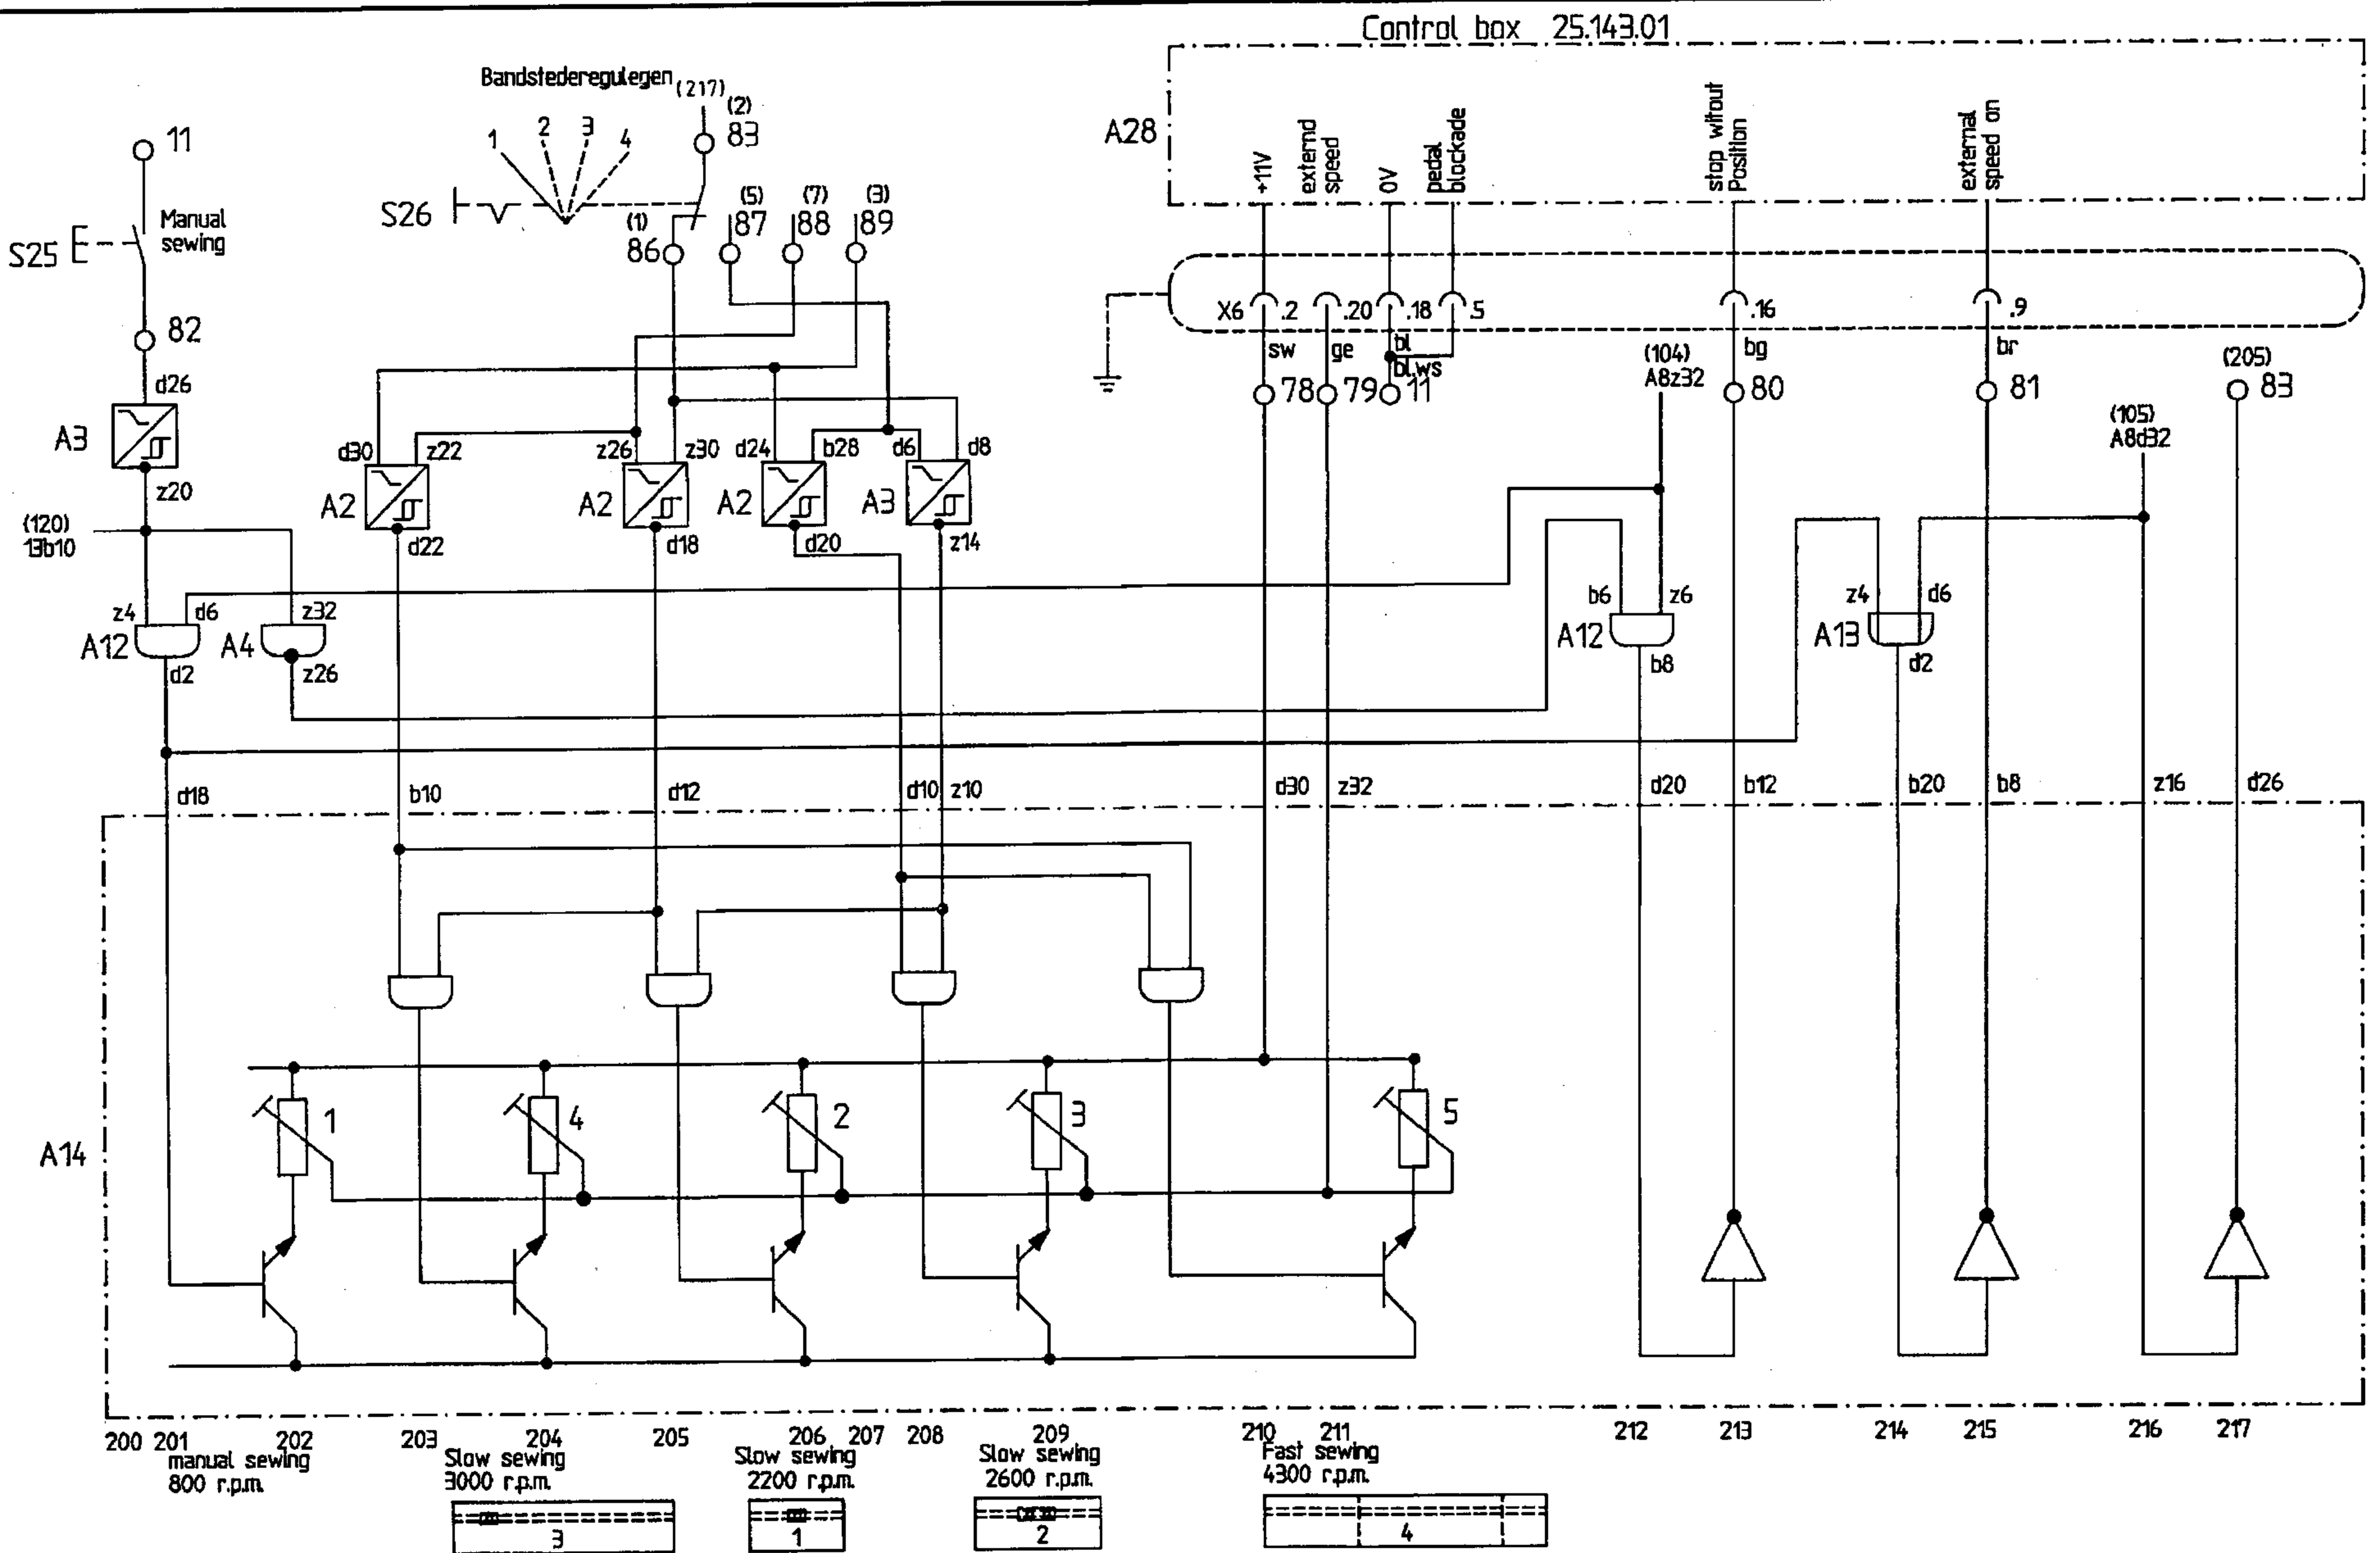 Control box 25.143.01
Bandstederegulegen
(217)
(2)
83
1
2
3
4
11
A28
+11V
externd speed
0V
pedal blockade
stop witout Position
external speed on
S25
Manual sewing
S26
(1)
86
(5)
87
(7)
88
(3)
89
82
X6
.2
.20
.18
.5
.16
.9
sw
ge
bl
bl.ws
bg
br
(104)
A8z32
(205)
83
78
79
11
80
81
(105)
A8d32
d26
A3
z20
d30
z22
A2
d22
z26
z30
A2
d18
d24
b28
A2
d20
d6
d8
A3
z14
(120)
13b10
z4
d6
A12
d2
z32
A4
z26
b6
z6
A12
b8
z4
d6
A13
d2
d18
b10
d12
d10
z10
d30
z32
d20
b12
b20
b8
z16
d26
A14
1
4
2
3
5
200
201
202
203
204
205
206
207
208
209
210
211
212
213
214
215
216
217
manual sewing
800 r.p.m.
Slow sewing
3000 r.p.m.
Slow sewing
2200 r.p.m.
Slow sewing
2600 r.p.m.
Fast sewing
4300 r.p.m.
3
1
2
4